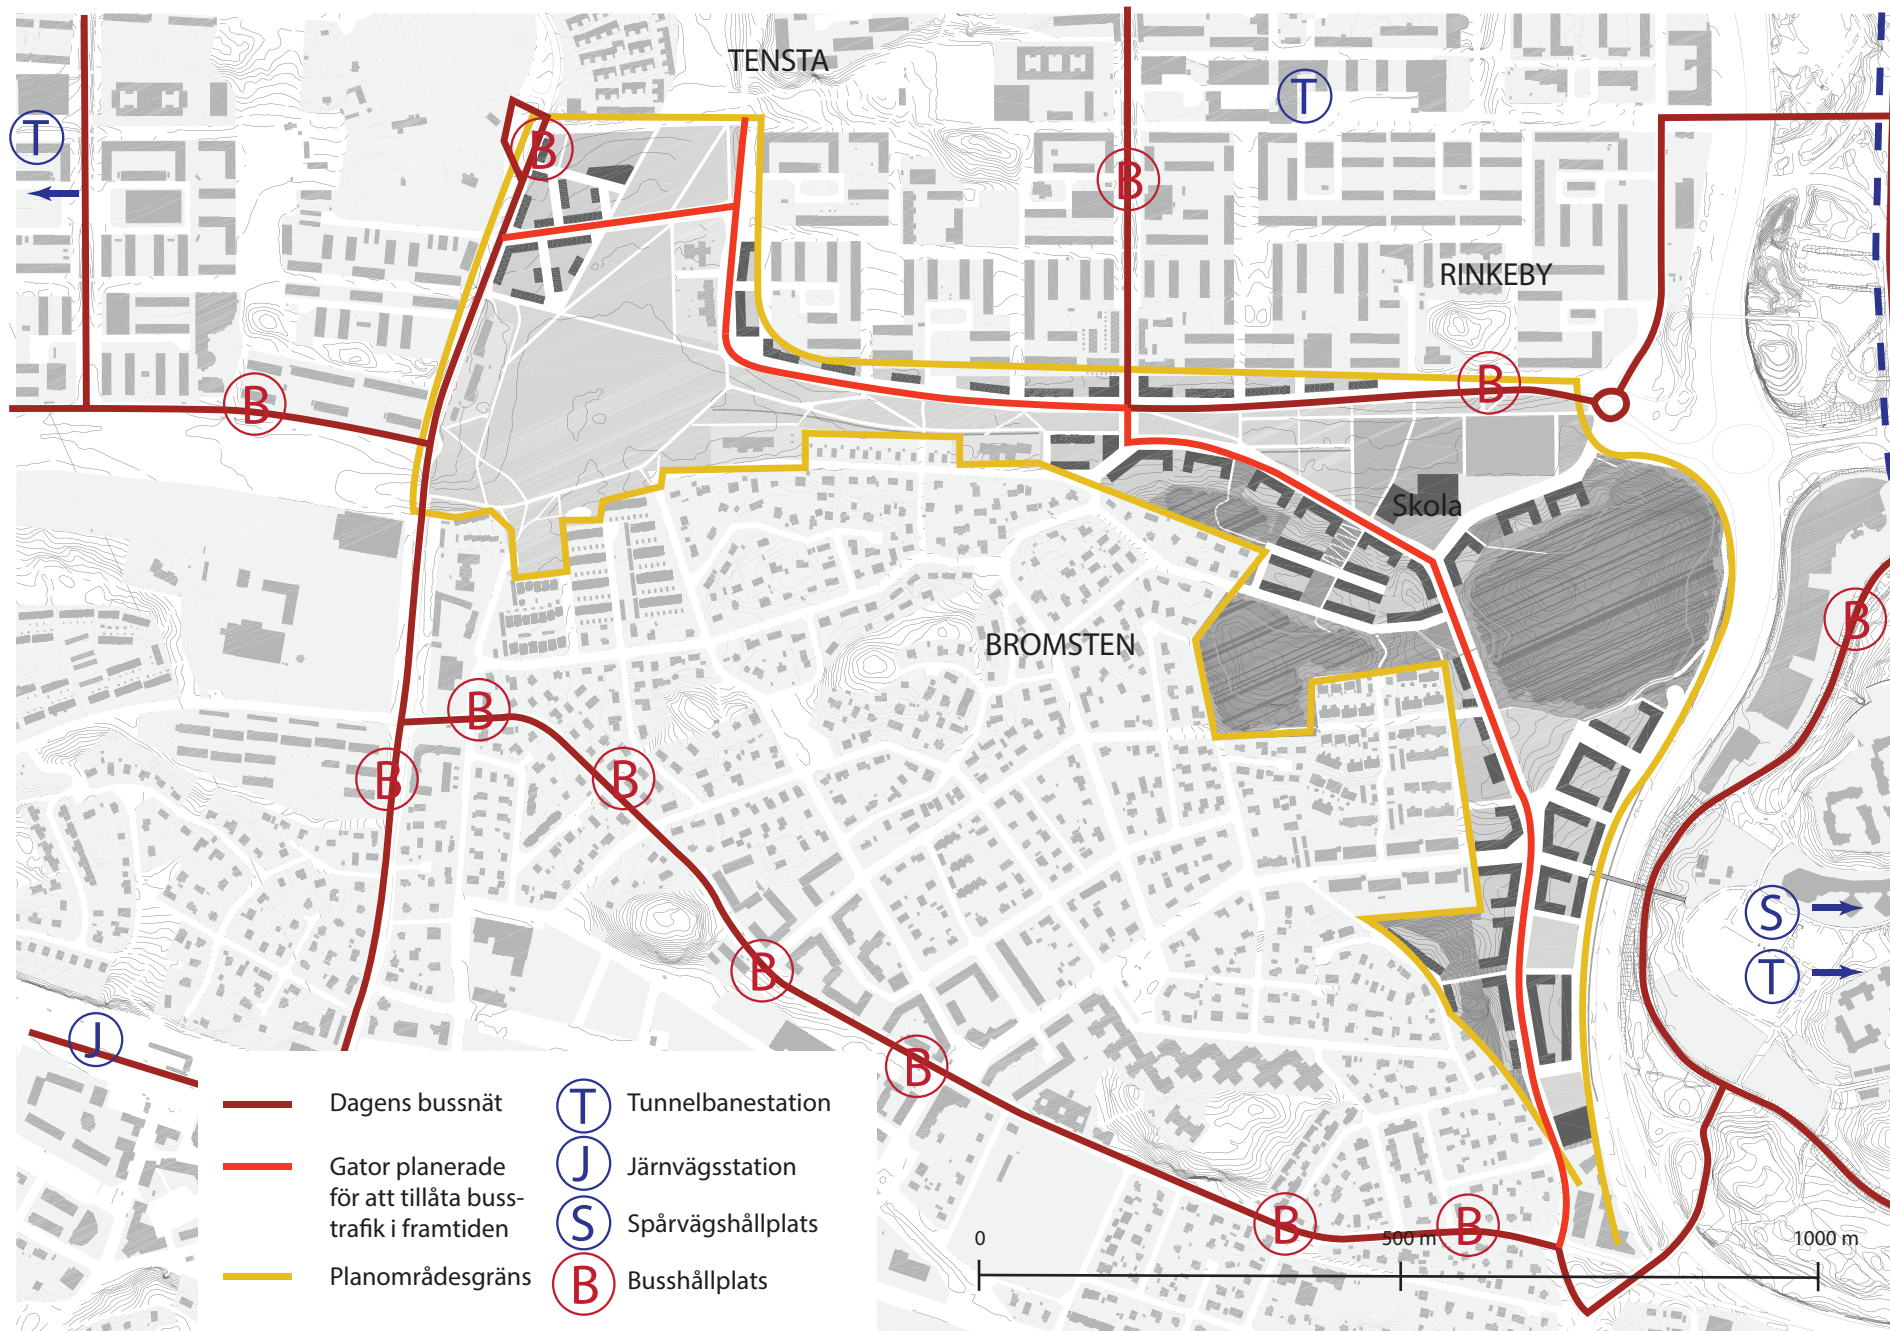 TENSTA
T
T
B
B
RINKEBY
B
B
Skola
B
BROMSTEN
B
B
B
S
T
B
J
B
Dagens bussnät
T Tunnelbanestation
Gator planerade
för att tillåta buss-
trafik i framtiden
J Järnvägsstation
S Spårvägshållplats
Planområdesgräns
B Busshållplats
B
B
0 500 m 1000 m